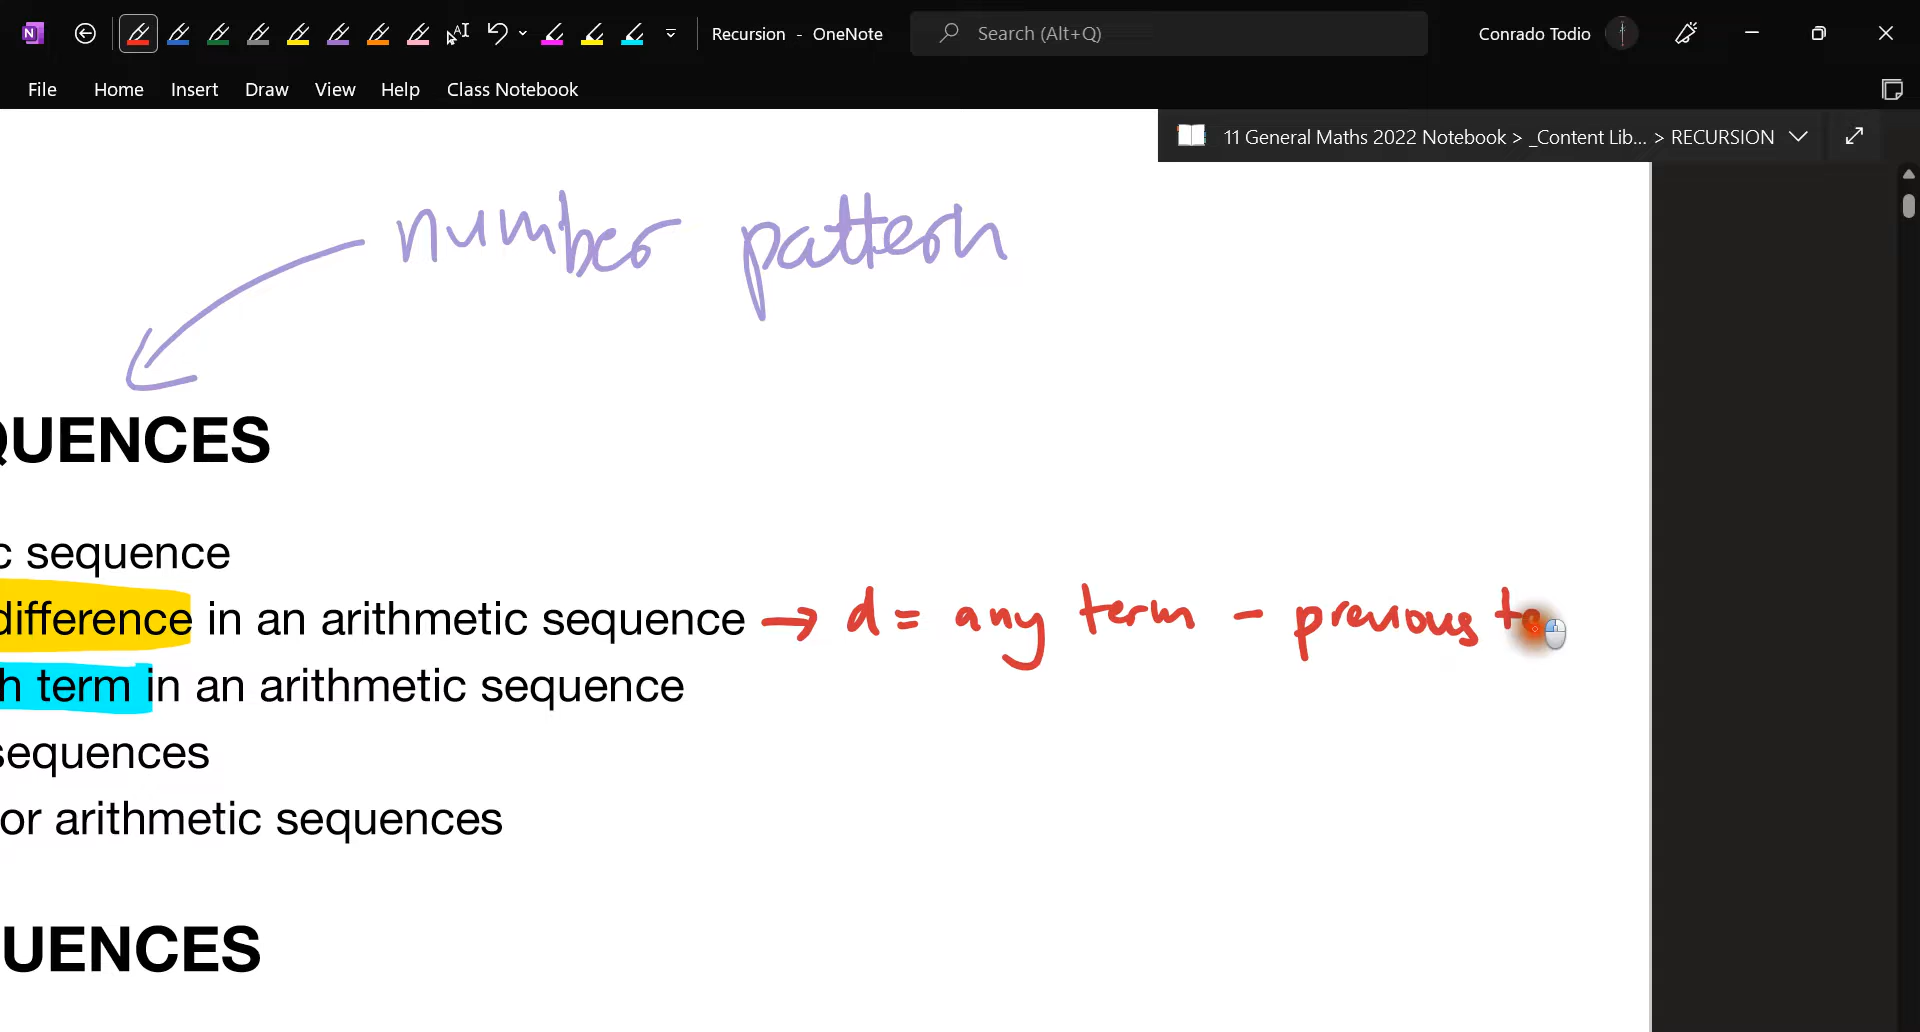 N
Recursion - OneNote
Search (Alt+Q)
Conrado Todio
File Home Insert Draw View Help Class Notebook
11 General Maths 2022 Notebook > _Content Lib... > RECURSION
number pattern
QUENCES
c sequence
difference in an arithmetic sequence → d = any term - previous te
h term in an arithmetic sequence
sequences
or arithmetic sequences
UENCES